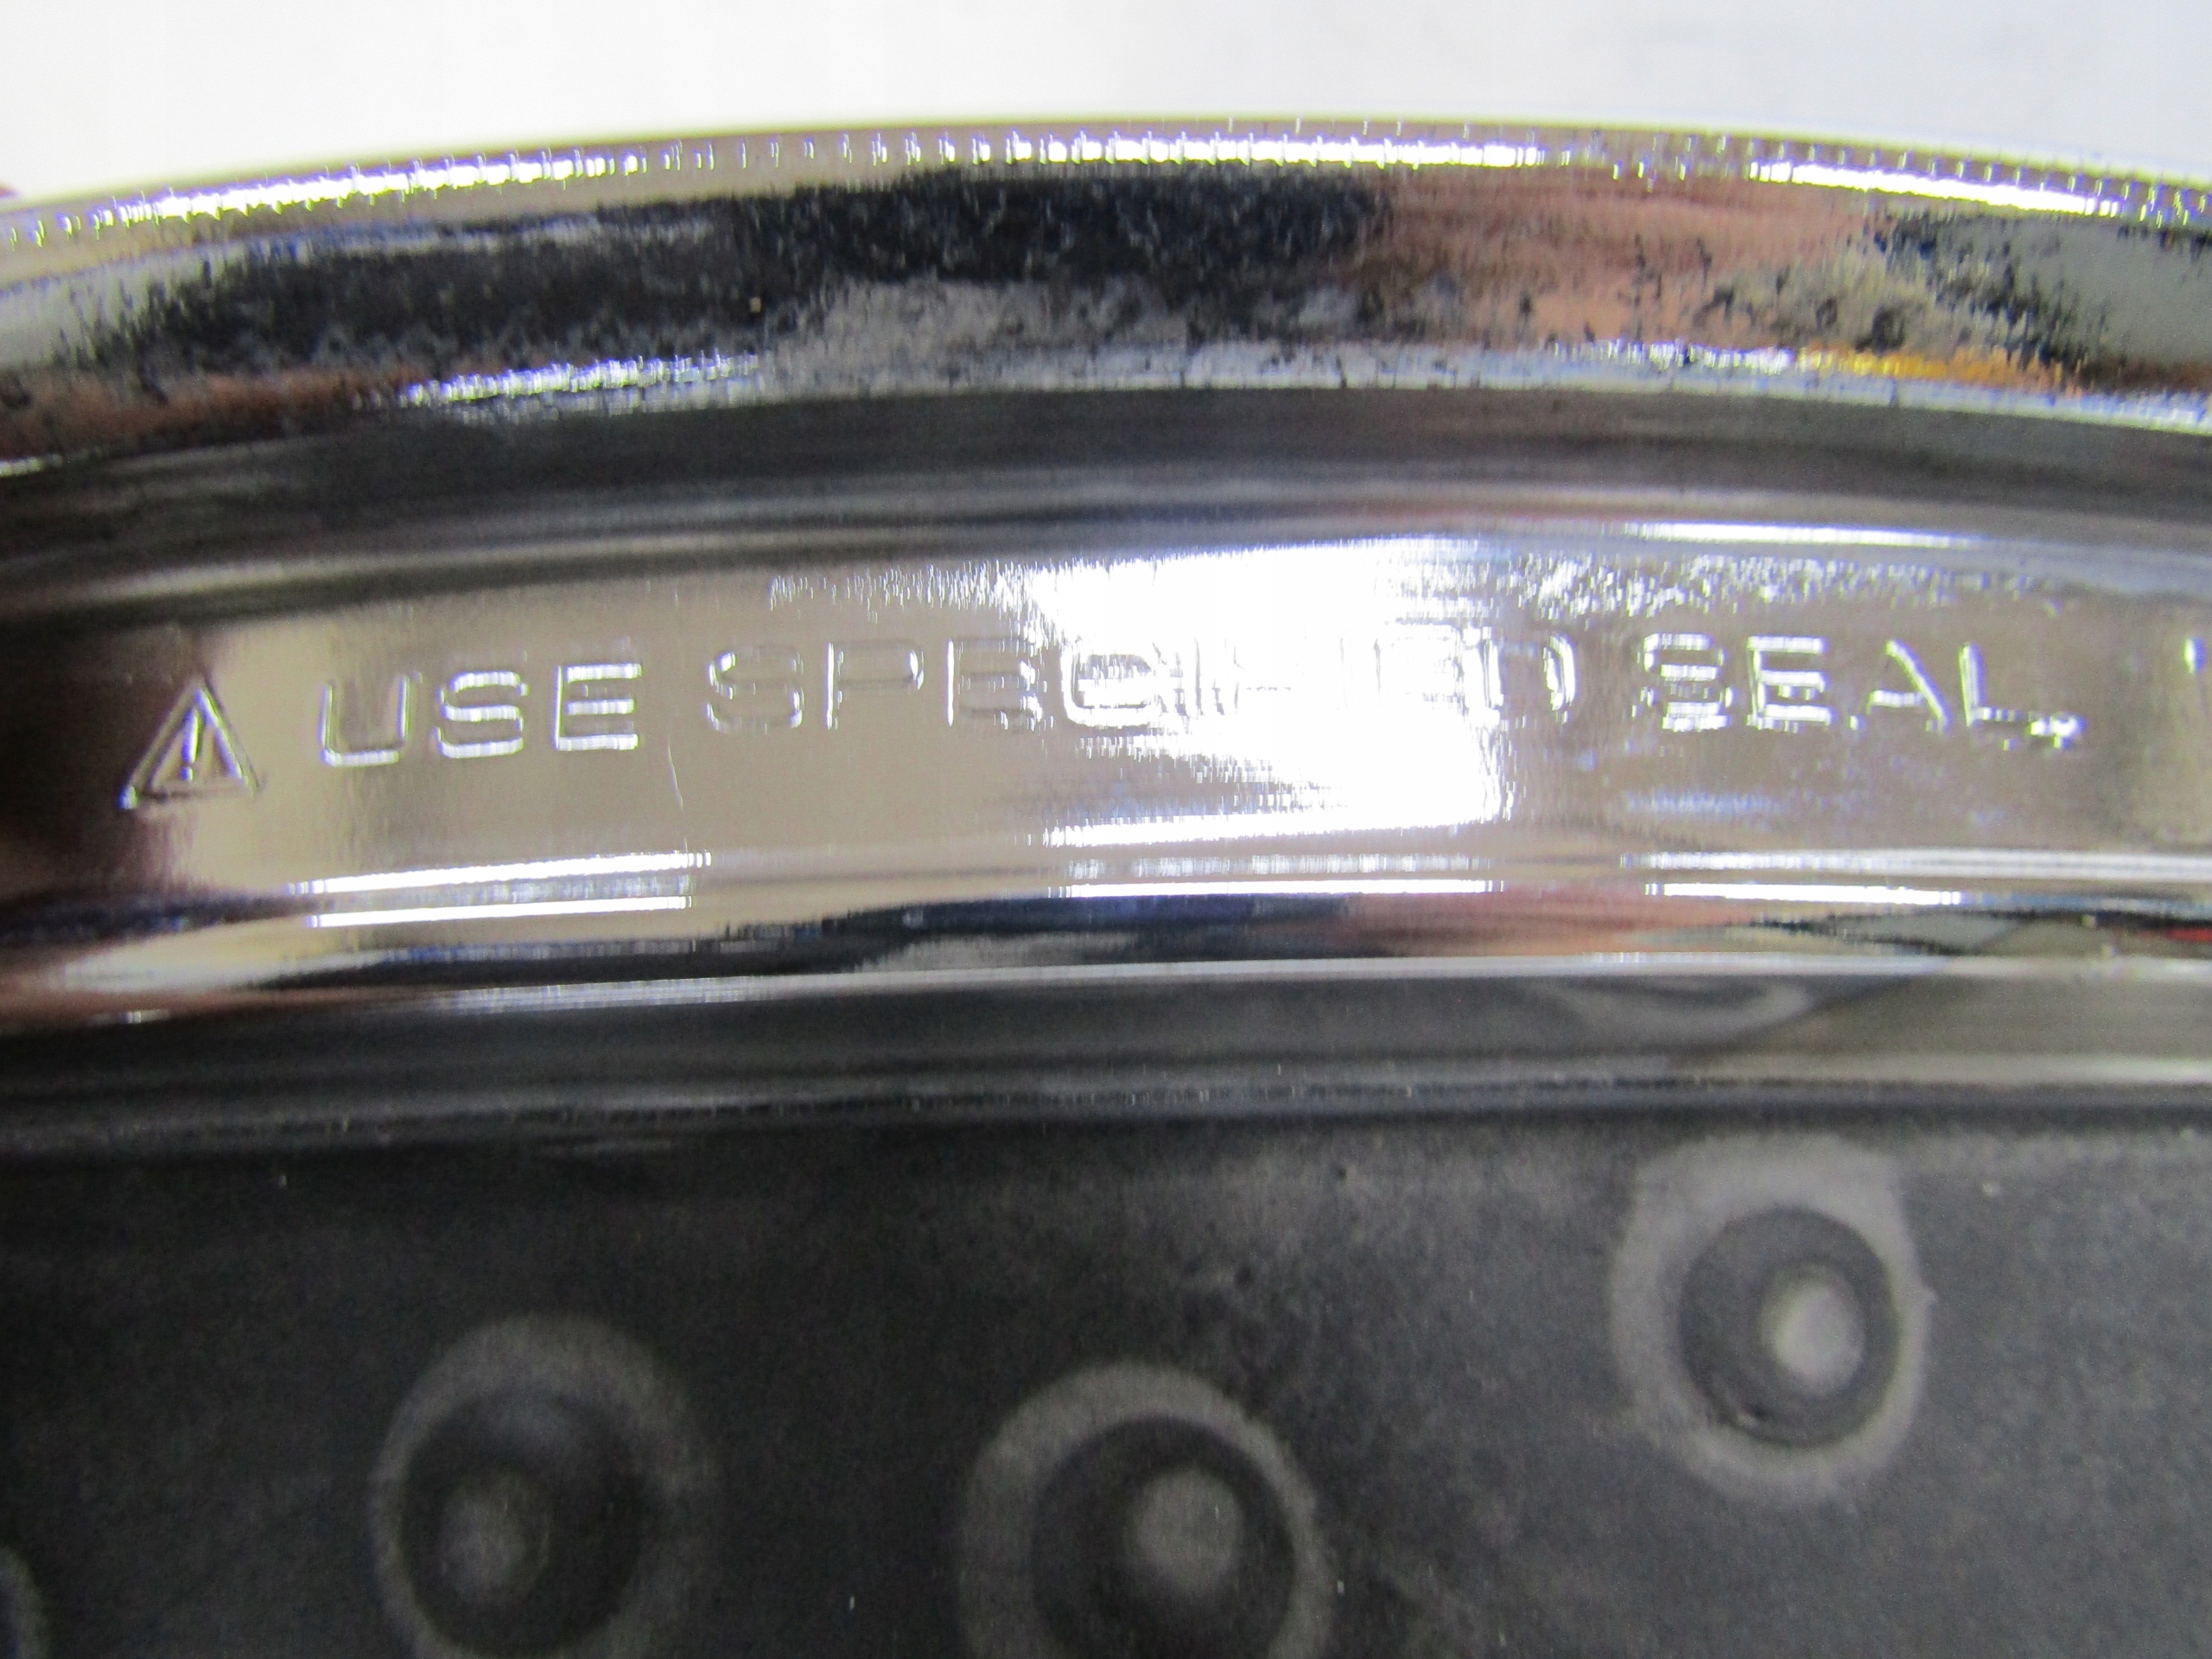 ⚠ USE SPECIFIED SEAL.